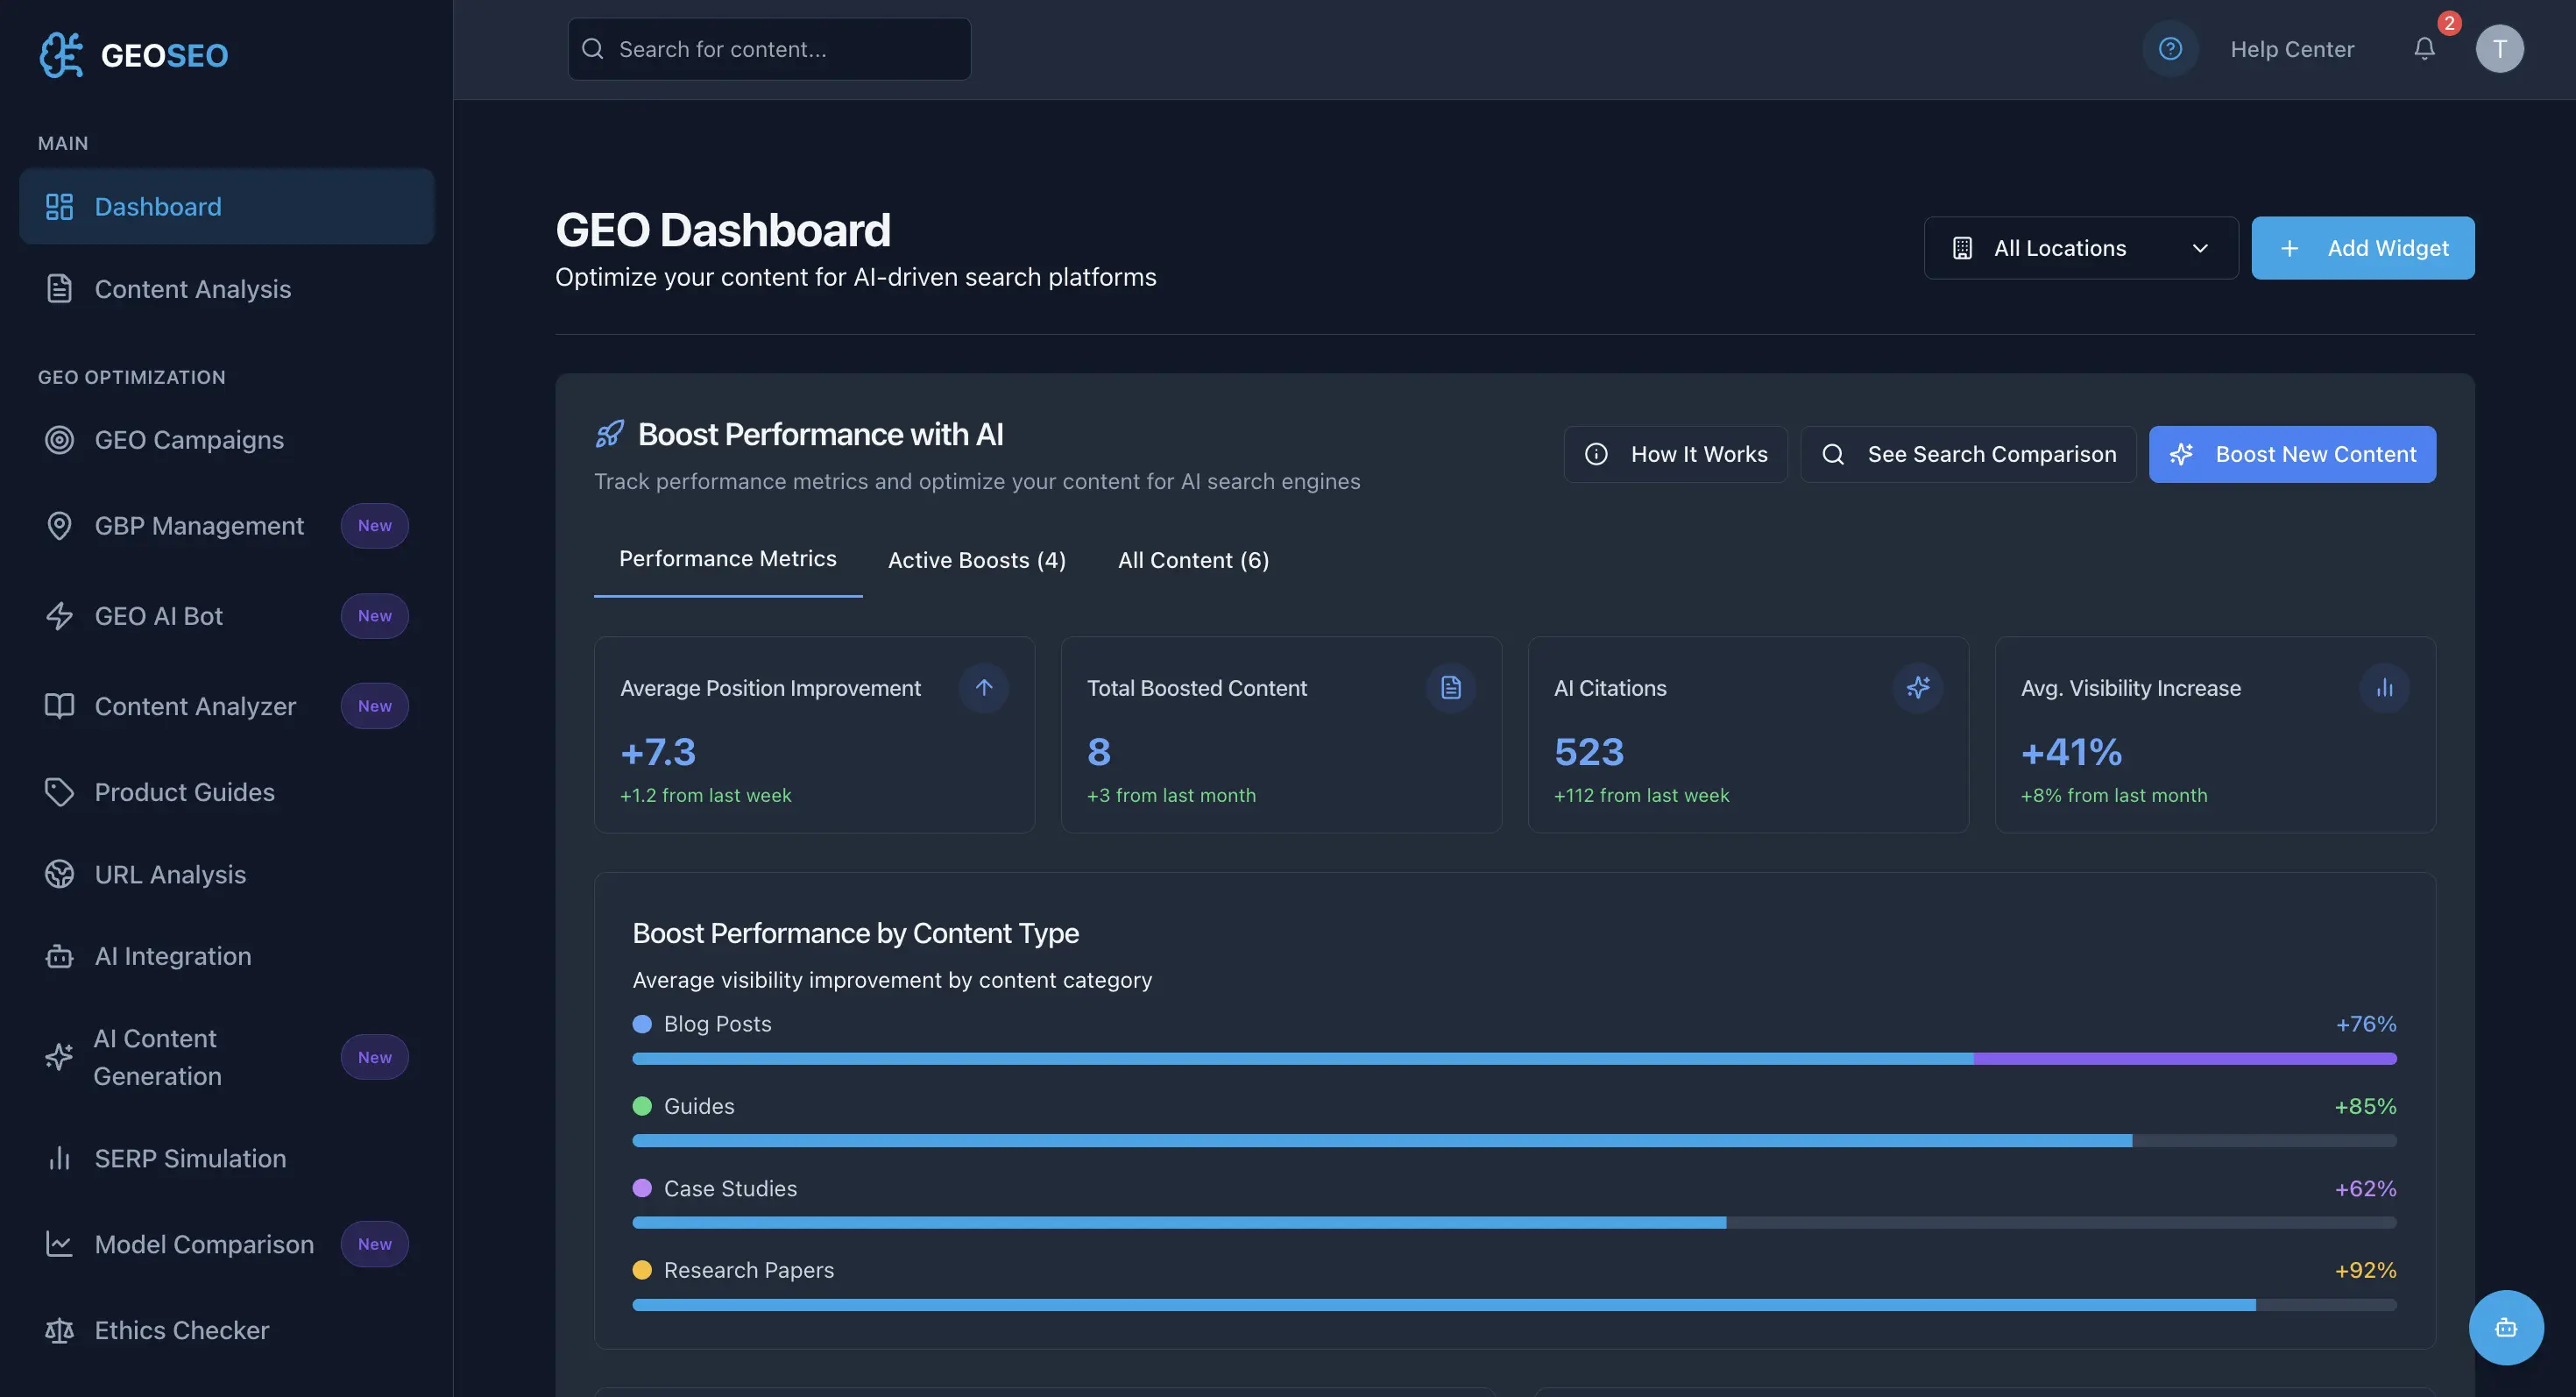 GEOSEO
Search for content...
Help Center
2
T
MAIN
Dashboard
Content Analysis
GEO OPTIMIZATION
GEO Campaigns
GBP Management New
GEO AI Bot New
Content Analyzer New
Product Guides
URL Analysis
AI Integration
AI Content
Generation
New
SERP Simulation
Model Comparison New
Ethics Checker
GEO Dashboard
Optimize your content for AI-driven search platforms
All Locations
Add Widget
Boost Performance with AI
Track performance metrics and optimize your content for AI search engines
How It Works
See Search Comparison
Boost New Content
Performance Metrics
Active Boosts (4)
All Content (6)
Average Position Improvement
+7.3
+1.2 from last week
Total Boosted Content
8
+3 from last month
AI Citations
523
+112 from last week
Avg. Visibility Increase
+41%
+8% from last month
Boost Performance by Content Type
Average visibility improvement by content category
Blog Posts +76%
Guides +85%
Case Studies +62%
Research Papers +92%